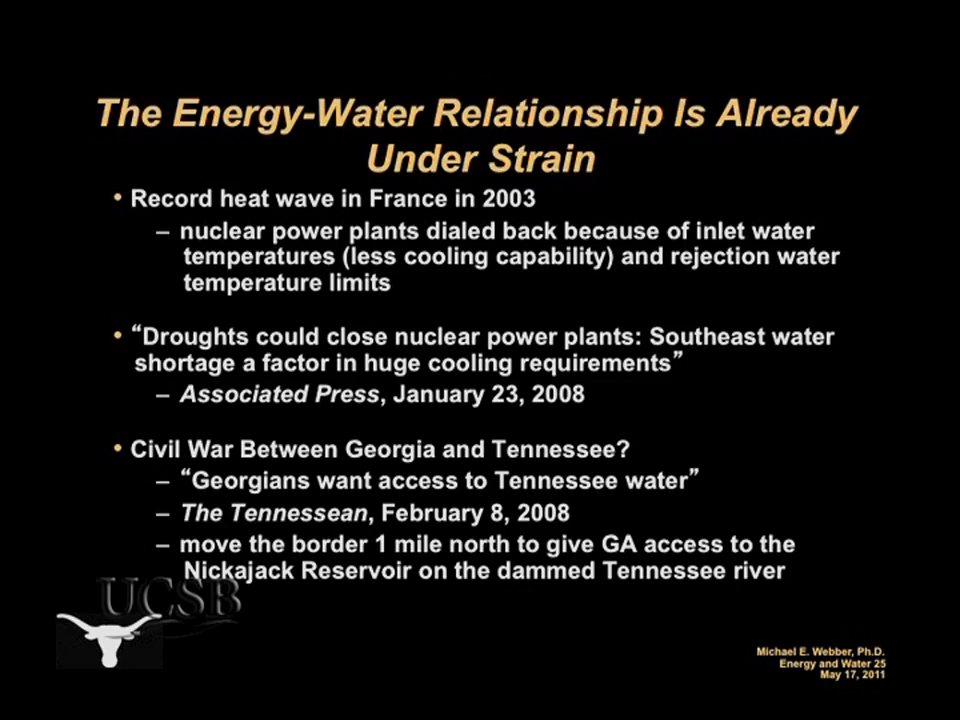 The Energy-Water Relationship Is Already
Under Strain
• Record heat wave in France in 2003
– nuclear power plants dialed back because of inlet water
temperatures (less cooling capability) and rejection water
temperature limits
• “Droughts could close nuclear power plants: Southeast water
shortage a factor in huge cooling requirements”
– Associated Press, January 23, 2008
• Civil War Between Georgia and Tennessee?
– “Georgians want access to Tennessee water”
– The Tennessean, February 8, 2008
– move the border 1 mile north to give GA access to the
Nickajack Reservoir on the dammed Tennessee river
UCSB
Michael E. Webber, Ph.D.
Energy and Water 25
May 17, 2011